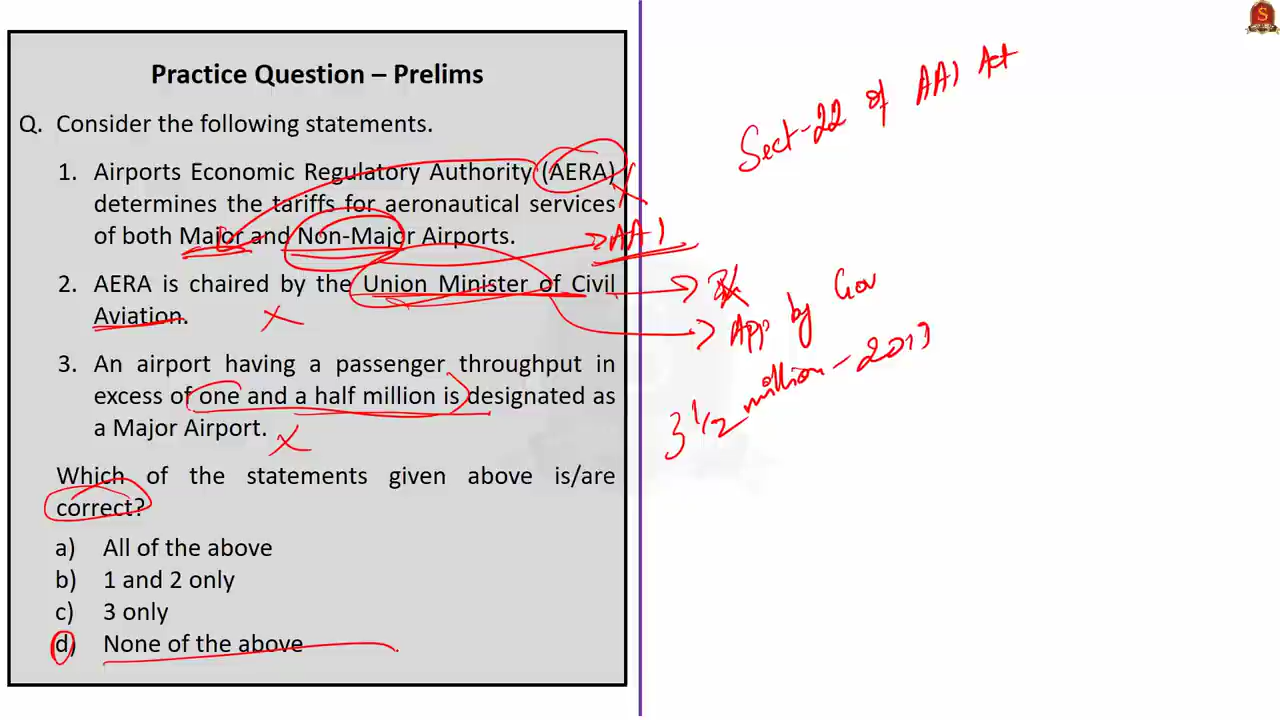 Practice Question – Prelims
Q. Consider the following statements.
1. Airports Economic Regulatory Authority (AERA)
determines the tariffs for aeronautical services
of both Major and Non-Major Airports.
2. AERA is chaired by the Union Minister of Civil
Aviation.
3. An airport having a passenger throughput in
excess of one and a half million is designated as
a Major Airport.
Which of the statements given above is/are
correct?
a) All of the above
b) 1 and 2 only
c) 3 only
d) None of the above
Sect-22 of AAI Act
AAI
App by Gov
3 1/2 million - 2019
S